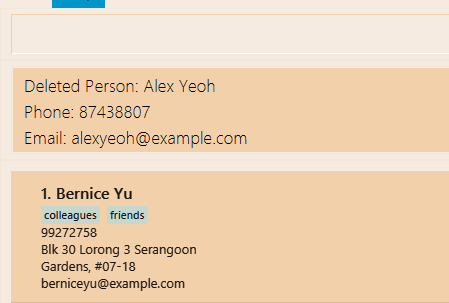 Deleted Person: Alex Yeoh
Phone: 87438807
Email: alexyeoh@example.com
1. Bernice Yu
colleagues friends
99272758
Blk 30 Lorong 3 Serangoon
Gardens, #07-18
berniceyu@example.com